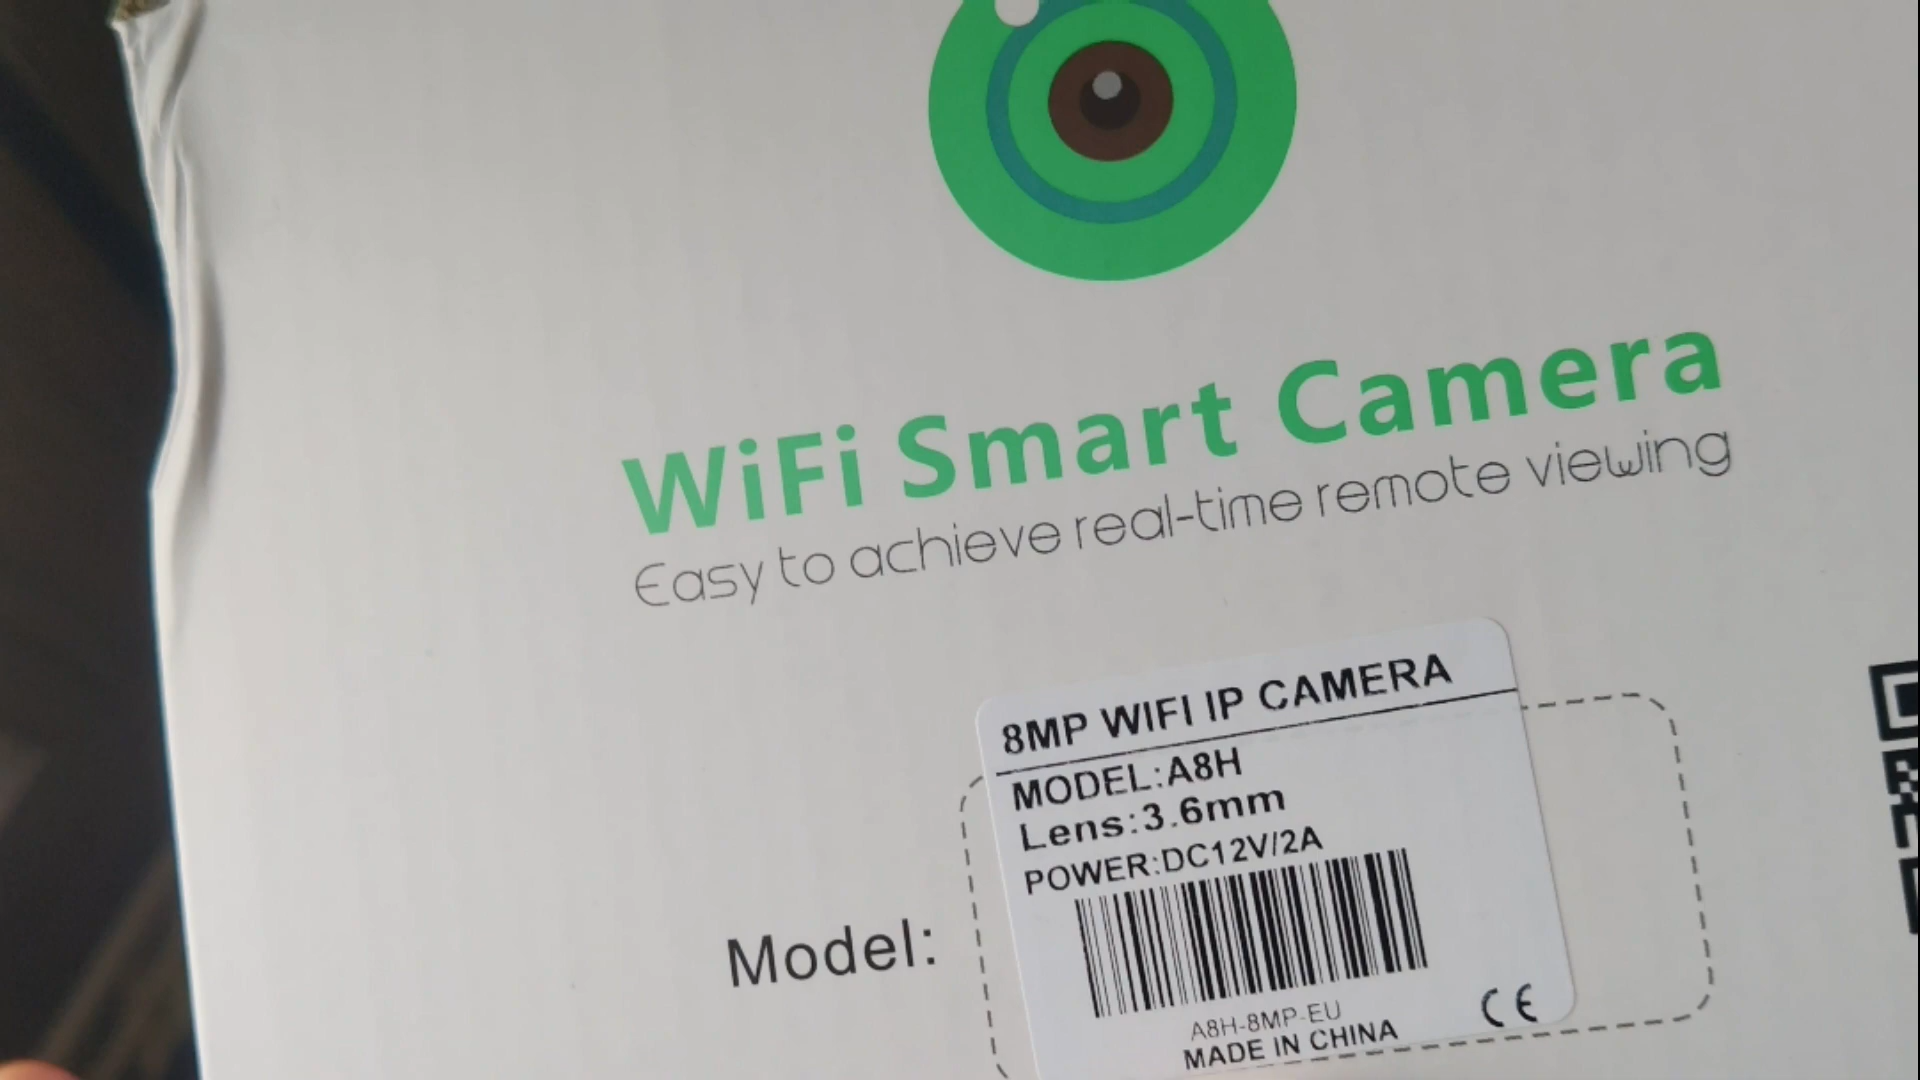 WiFi Smart Camera
Easy to achieve real-time remote viewing
8MP WIFI IP CAMERA
MODEL:A8H
Lens:3.6mm
POWER:DC12V/2A
Model:
A8H-8MP-EU
MADE IN CHINA
CE